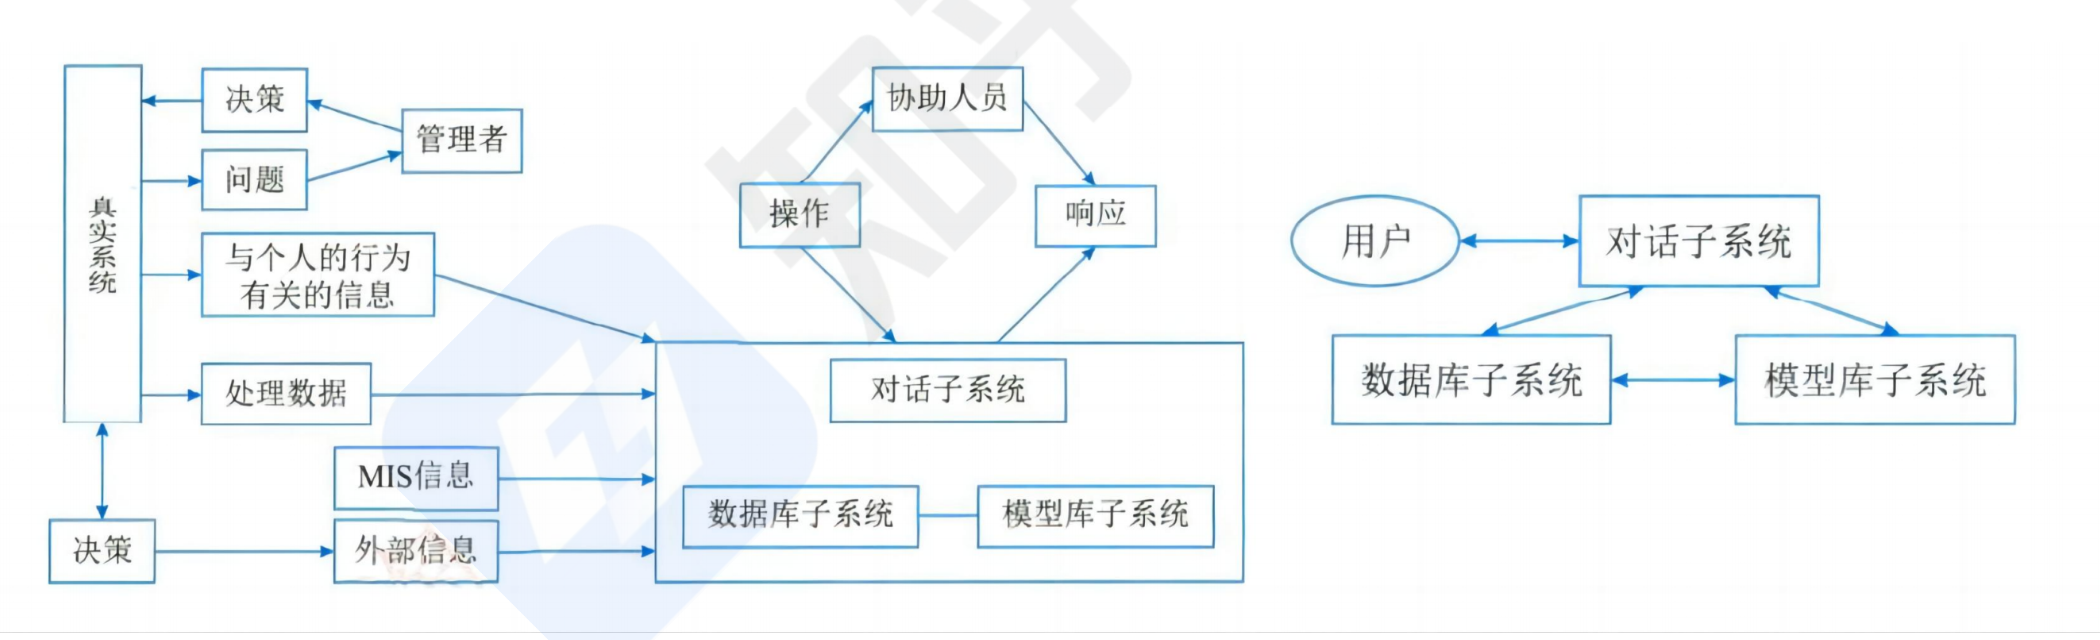 决策
管理者
问题
真实系统
与个人的行为
有关的信息
处理数据
MIS信息
决策
外部信息
协助人员
操作
响应
对话子系统
数据库子系统
模型库子系统
用户
对话子系统
数据库子系统
模型库子系统
知乎